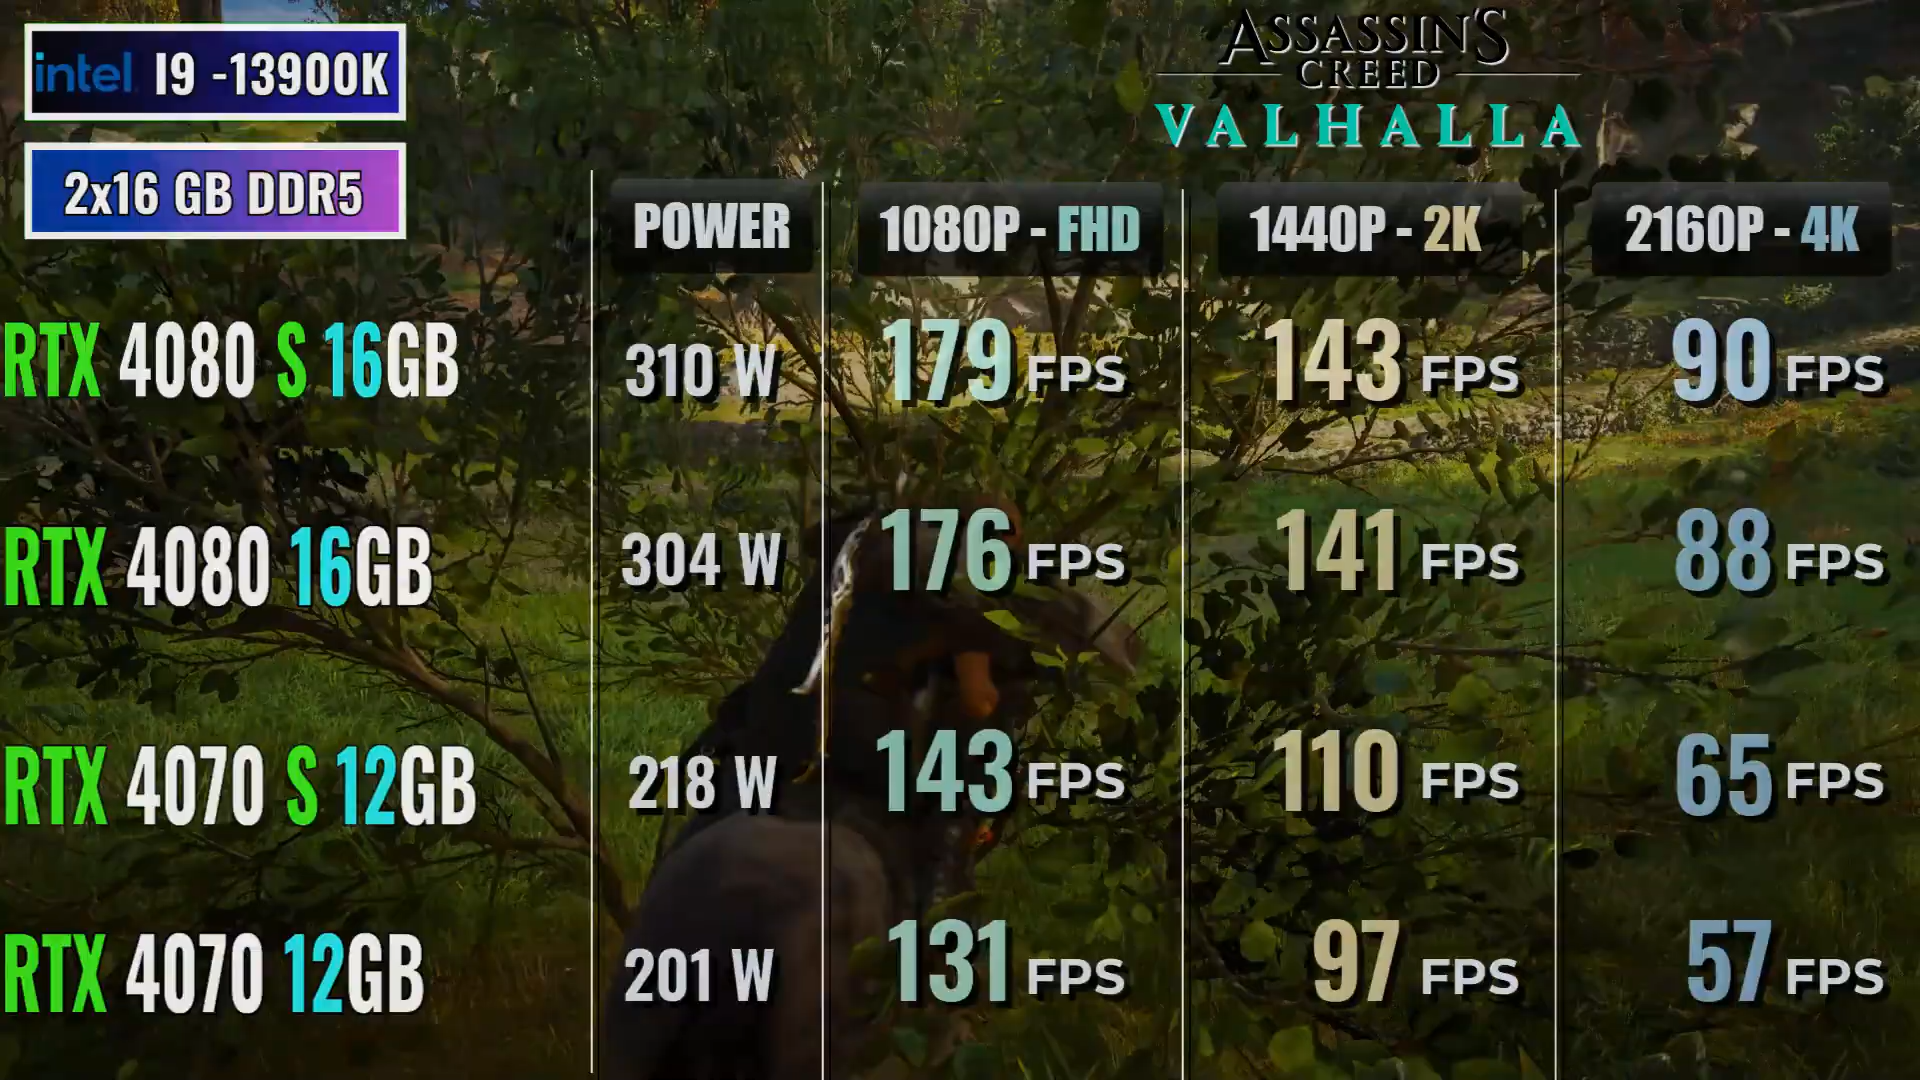 intel I9 -13900K
2x16 GB DDR5
ASSASSIN'S
CREED
VALHALLA
POWER 1080P - FHD 1440P - 2K 2160P - 4K
RTX 4080 S 16GB 310 W 179 FPS 143 FPS 90 FPS
RTX 4080 16GB 304 W 176 FPS 141 FPS 88 FPS
RTX 4070 S 12GB 218 W 143 FPS 110 FPS 65 FPS
RTX 4070 12GB 201 W 131 FPS 97 FPS 57 FPS